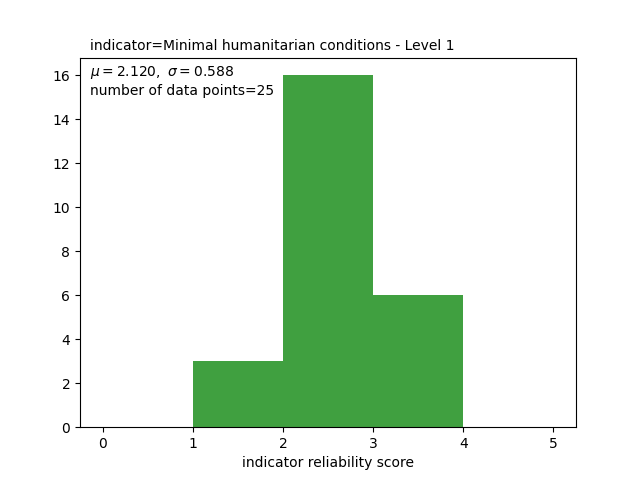 indicator=Minimal humanitarian conditions - Level 1
μ = 2.120, σ = 0.588
number of data points=25
16
14
12
10
8
6
4
2
0
0 1 2 3 4 5
indicator reliability score